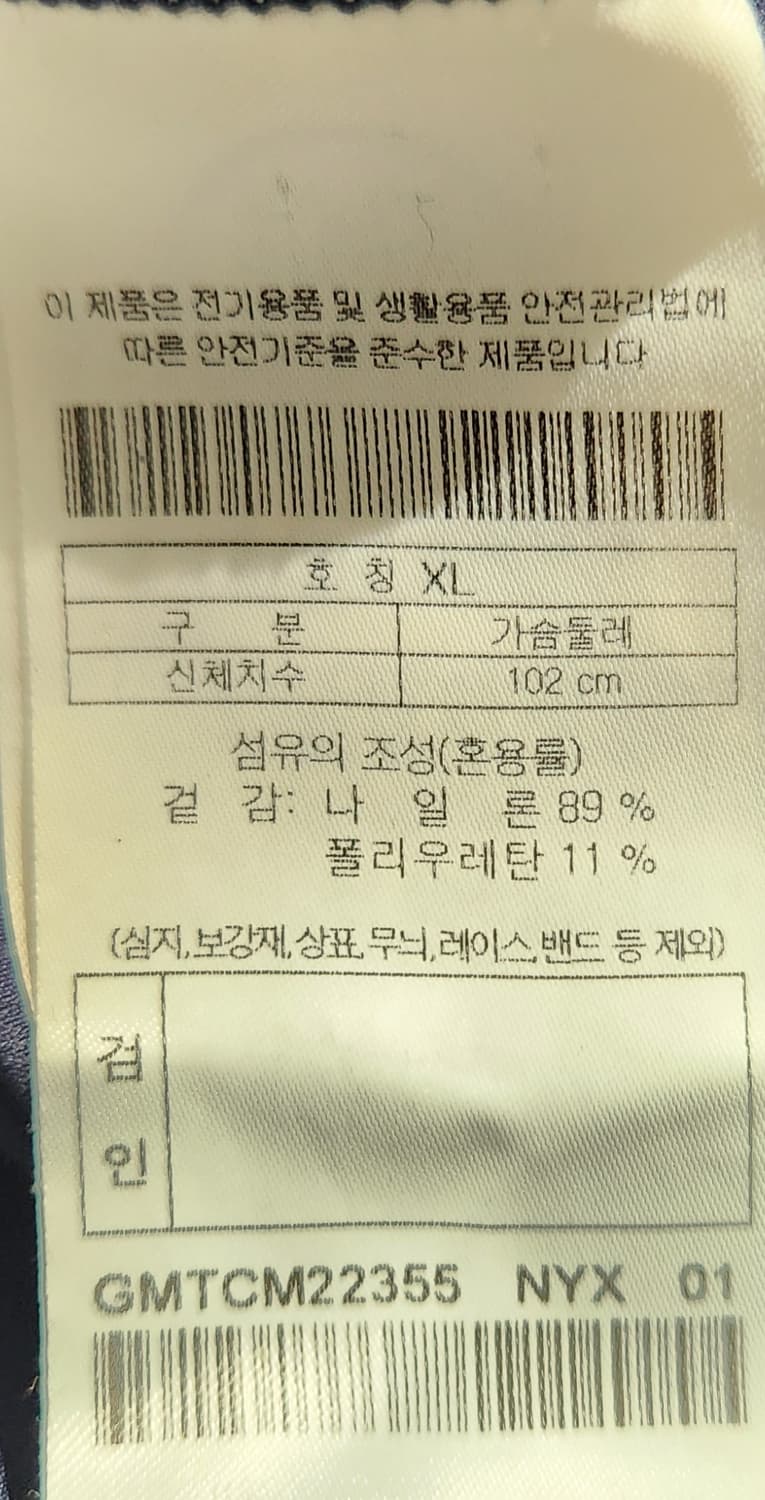 이 제품은 전기용품 및 생활용품 안전관리법에
따른 안전기준을 준수한 제품입니다
호 칭 XL
구 분 가슴둘레
신체치수 102 cm
섬유의 조성(혼용률)
겉 감: 나 일 론 89 %
폴리우레탄 11 %
(심지,보강재,상표,무늬,레이스,밴드 등 제외)
검
인
GMTCM22355 NYX 01